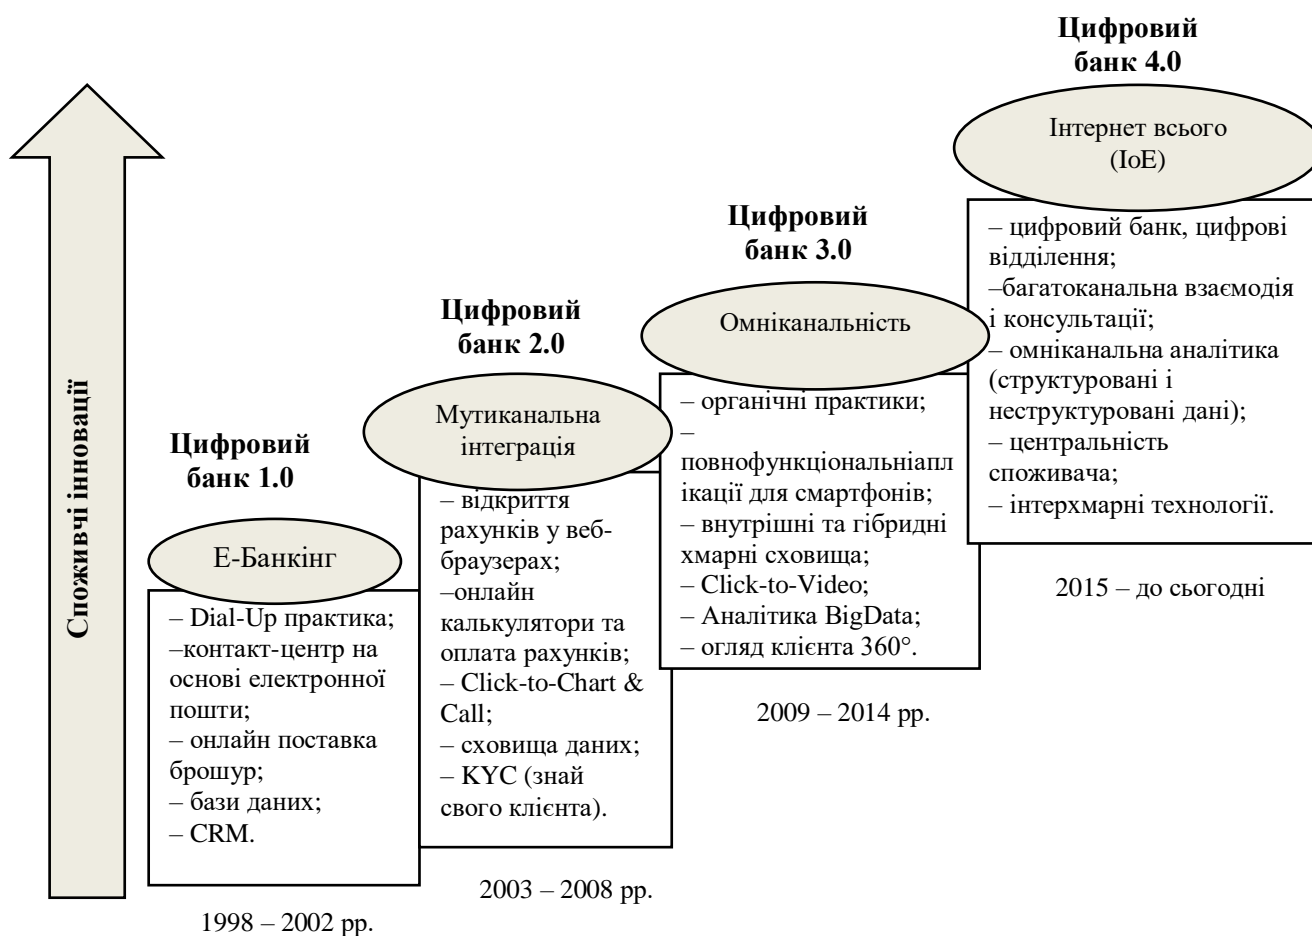 Споживчі інновації
Цифровий
банк 1.0
Е-Банкінг
– Dial-Up практика;
–контакт-центр на
основі електронної
пошти;
– онлайн поставка
брошур;
– бази даних;
– CRM.
1998 – 2002 рр.
Цифровий
банк 2.0
Мутиканальна
інтеграція
– відкриття
рахунків у веб-
браузерах;
–онлайн
калькулятори та
оплата рахунків;
– Click-to-Chart &
Call;
– сховища даних;
– KYC (знай
свого клієнта).
2003 – 2008 рр.
Цифровий
банк 3.0
Омніканальність
– органічні практики;
–
повнофункціональніапл
ікації для смартфонів;
– внутрішні та гібридні
хмарні сховища;
– Click-to-Video;
– Аналітика BigData;
– огляд клієнта 360°.
2009 – 2014 рр.
Цифровий
банк 4.0
Інтернет всього
(IoE)
– цифровий банк, цифрові
відділення;
–багатоканальна взаємодія
і консультації;
– омніканальна аналітика
(структуровані і
неструктуровані дані);
– центральність
споживача;
– інтерхмарні технології.
2015 – до сьогодні